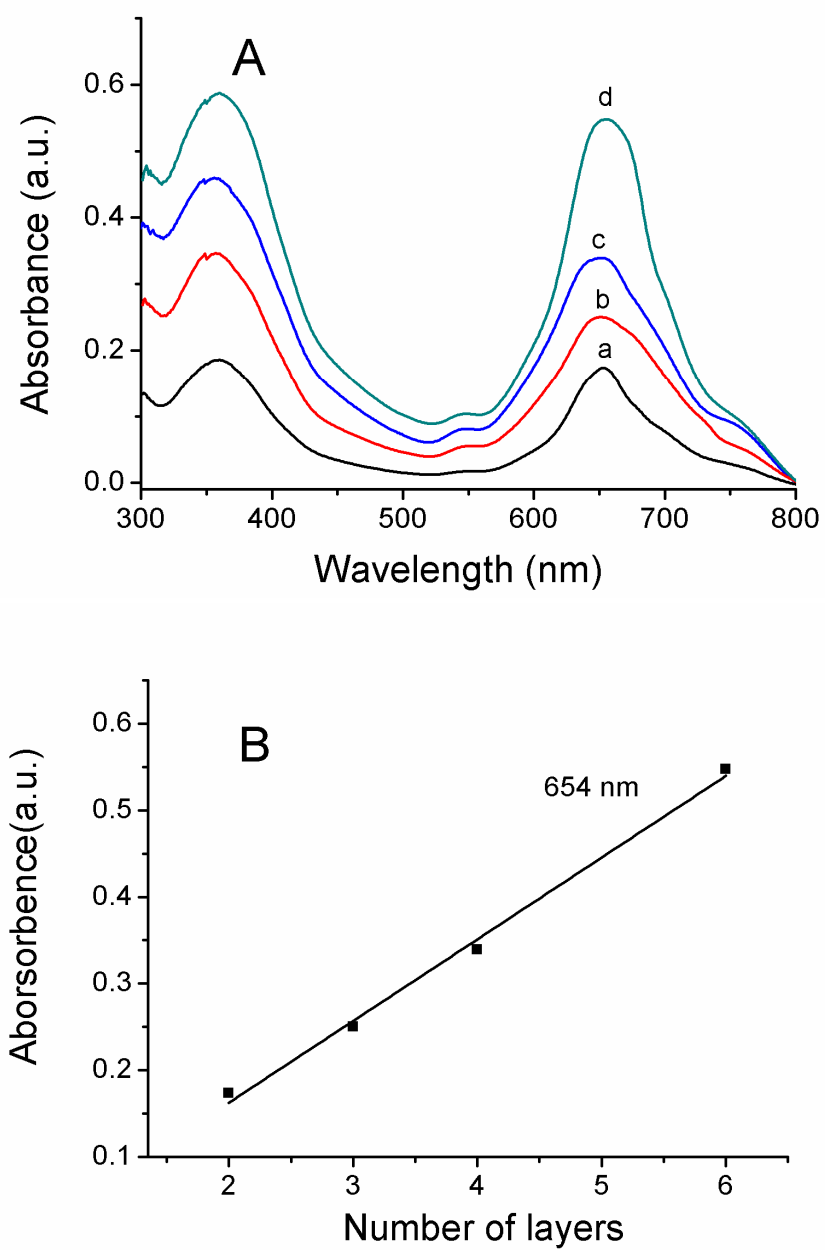 A
Absorbance (a.u.)
0.6
0.4
0.2
0.0
d
c
b
a
300 400 500 600 700 800
Wavelength (nm)
B
654 nm
Aborsorbence(a.u.)
0.6
0.5
0.4
0.3
0.2
0.1
2 3 4 5 6
Number of layers